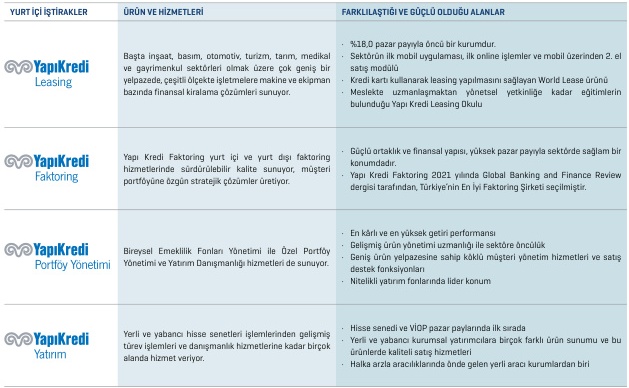 YURT İÇİ İŞTİRAKLER
ÜRÜN VE HİZMETLERİ
FARKLILAŞTIĞI VE GÜÇLÜ OLDUĞU ALANLAR
YapıKredi
Leasing
Başta inşaat, basım, otomotiv, turizm, tarım, medikal
ve gayrimenkul sektörleri olmak üzere çok geniş bir
yelpazede, çeşitli ölçekte işletmelere makine ve ekipman
bazında finansal kiralama çözümleri sunuyor.
· %18,0 pazar payıyla öncü bir kurumdur.
· Sektörün ilk mobil uygulaması, ilk online işlemler ve mobil üzerinden 2. el
satış modülü
· Kredi kartı kullanarak leasing yapılmasını sağlayan World Lease ürünü
· Meslekte uzmanlaşmaktan yönetsel yetkinliğe kadar eğitimlerin
bulunduğu Yapı Kredi Leasing Okulu
YapıKredi
Faktoring
Yapı Kredi Faktoring yurt içi ve yurt dışı faktoring
hizmetlerinde sürdürülebilir kalite sunuyor, müşteri
portföyüne özgün stratejik çözümler üretiyor.
· Güçlü ortaklık ve finansal yapısı, yüksek pazar payıyla sektörde sağlam bir
konumdadır.
· Yapı Kredi Faktoring 2021 yılında Global Banking and Finance Review
dergisi tarafından, Türkiye'nin En İyi Faktoring Şirketi seçilmiştir.
YapıKredi
Portföy Yönetimi
Bireysel Emeklilik Fonları Yönetimi ile Özel Portföy
Yönetimi ve Yatırım Danışmanlığı hizmetleri de sunuyor.
· En kârlı ve en yüksek getiri performansı
· Gelişmiş ürün yönetimi uzmanlığı ile sektöre öncülük
· Geniş ürün yelpazesine sahip köklü müşteri yönetim hizmetleri ve satış
destek fonksiyonları
· Nitelikli yatırım fonlarında lider konum
YapıKredi
Yatırım
Yerli ve yabancı hisse senetleri işlemlerinden gelişmiş
türev işlemleri ve danışmanlık hizmetlerine kadar birçok
alanda hizmet veriyor.
· Hisse senedi ve VİOP pazar paylarında ilk sırada
· Yerli ve yabancı kurumsal yatırımcılara birçok farklı ürün sunumu ve bu
ürünlerde kaliteli satış hizmetleri
· Halka arzla aracılıklarında önde gelen yerli aracı kurumlardan biri